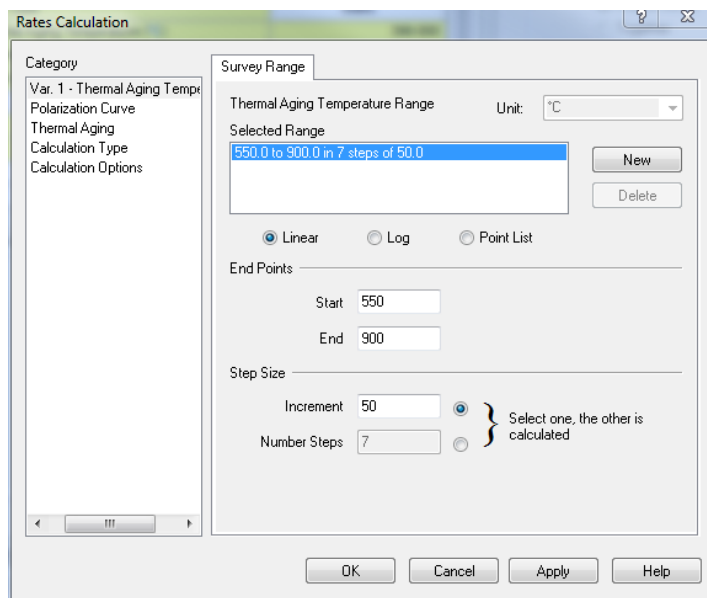 Rates Calculation
Category
Var. 1 - Thermal Aging Tempe
Polarization Curve
Thermal Aging
Calculation Type
Calculation Options
Survey Range
Thermal Aging Temperature Range
Unit: °C
Selected Range
550.0 to 900.0 in 7 steps of 50.0
New
Delete
Linear Log Point List
End Points
Start 550
End 900
Step Size
Increment 50
Number Steps 7
Select one, the other is
calculated
OK Cancel Apply Help